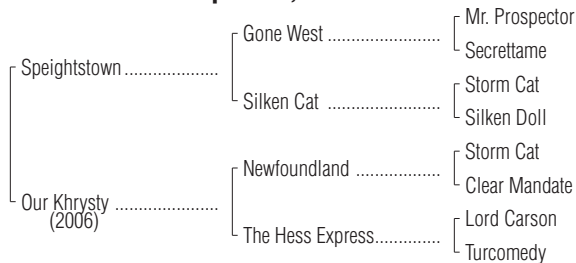 Mr. Prospector
Gone West ........................
Secrettame
Speightstown ....................
Storm Cat
Silken Cat ........................
Silken Doll
Storm Cat
Newfoundland ..................
Clear Mandate
Our Khrysty ......................
(2006)
Lord Carson
The Hess Express..............
Turcomedy